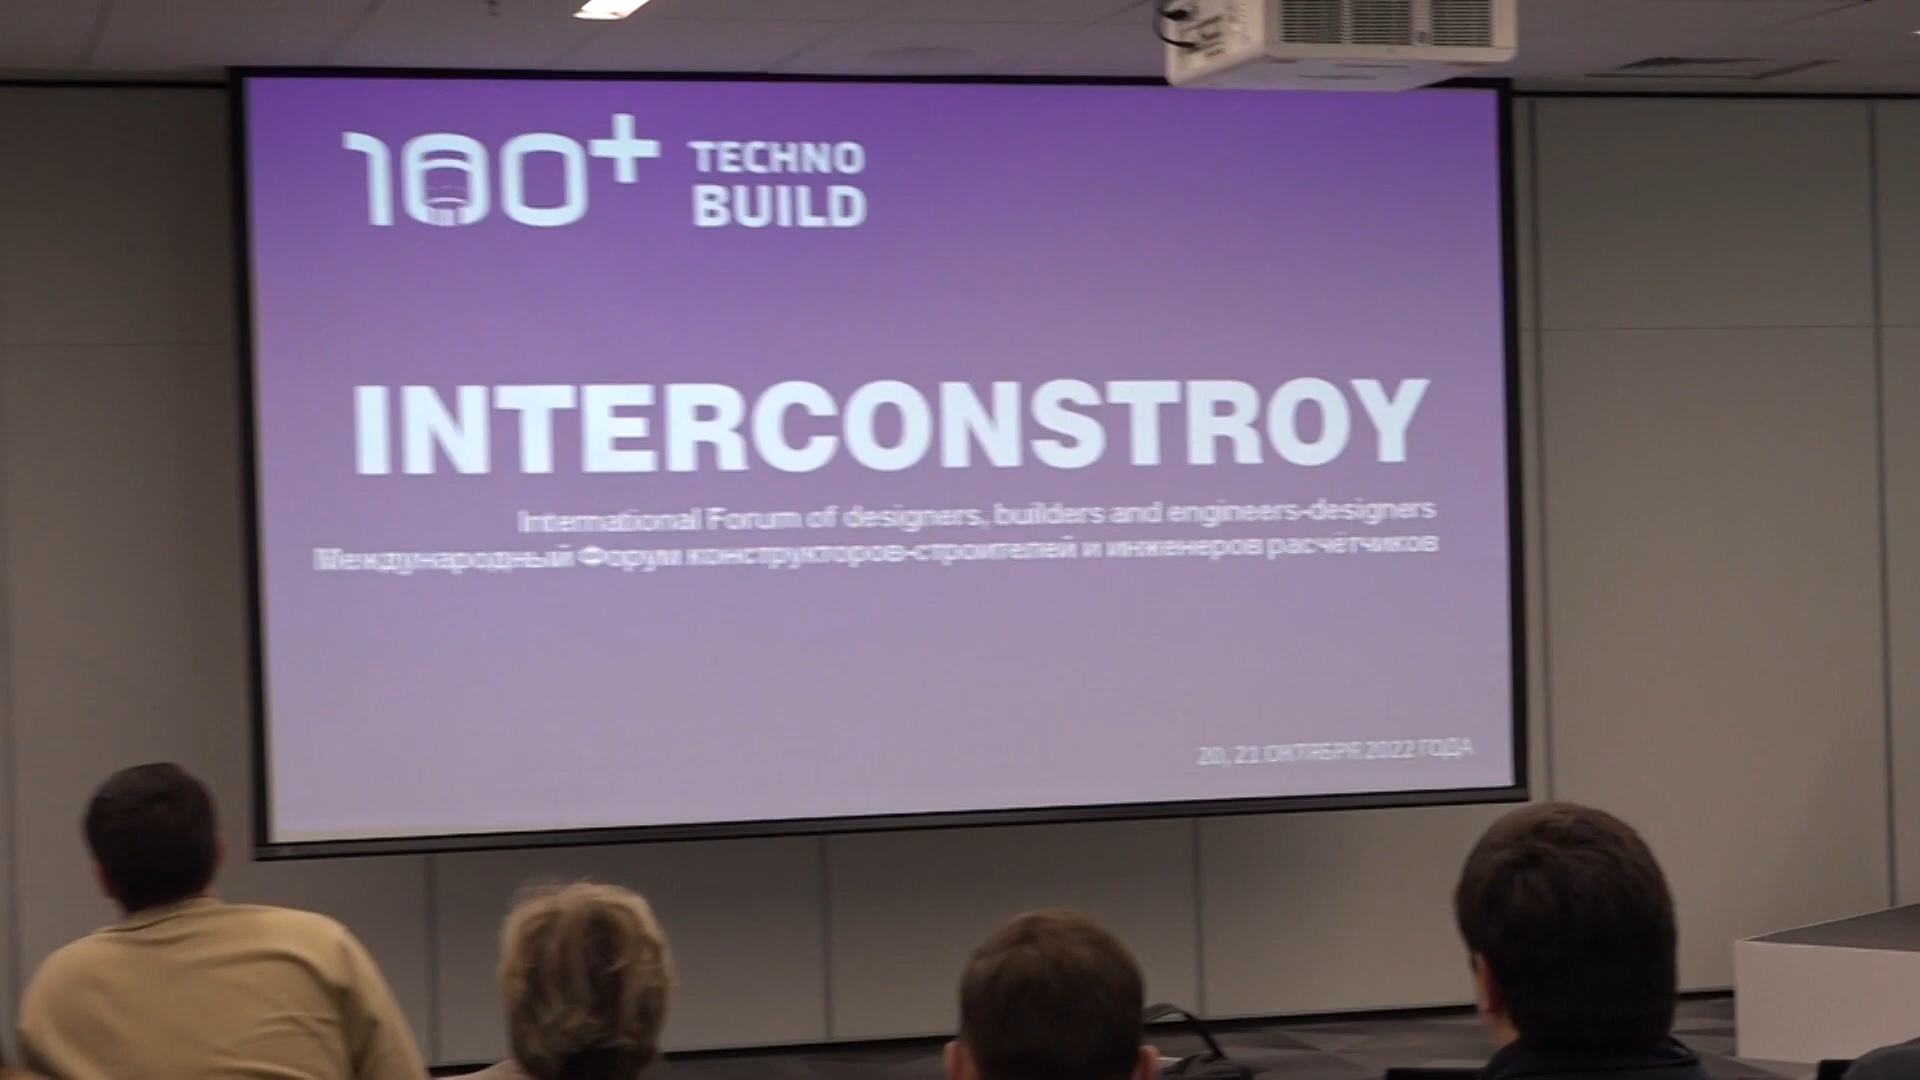 100+ TECHNO
BUILD
INTERCONSTROY
International Forum of designers, builders and engineers-designers
Международный Форум конструкторов-строителей и инженеров расчётчиков
20, 21 ОКТЯБРЯ 2022 ГОДА